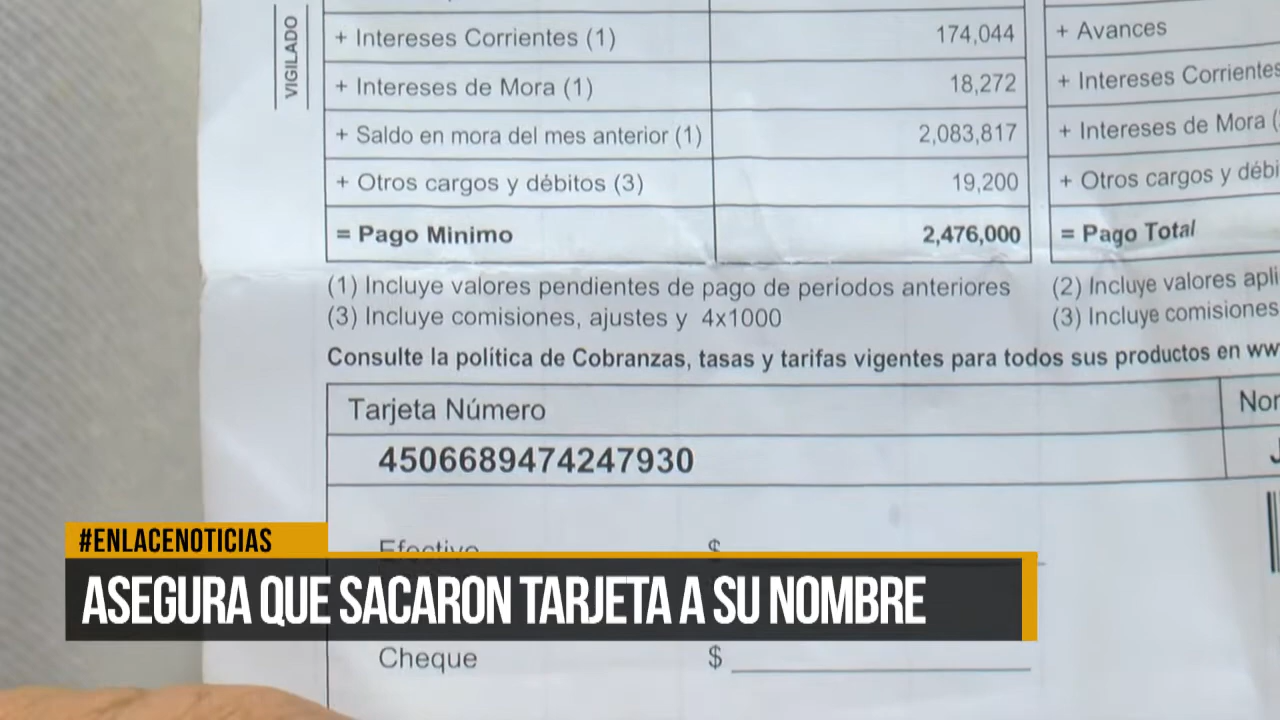 VIGILADO
+ Intereses Corrientes (1) 174,044 + Avances
+ Intereses de Mora (1) 18,272 + Intereses Corrientes
+ Saldo en mora del mes anterior (1) 2,083,817 + Intereses de Mora (
+ Otros cargos y débitos (3) 19,200 + Otros cargos y débi
= Pago Minimo 2,476,000 = Pago Total
(1) Incluye valores pendientes de pago de periodos anteriores (2) Incluye valores apli
(3) Incluye comisiones, ajustes y 4x1000 (3) Incluye comisiones
Consulte la política de Cobranzas, tasas y tarifas vigentes para todos sus productos en ww
Tarjeta Número Nor
4506689474247930 J
#ENLACENOTICIAS
Efectivo $
ASEGURA QUE SACARON TARJETA A SU NOMBRE
Cheque $